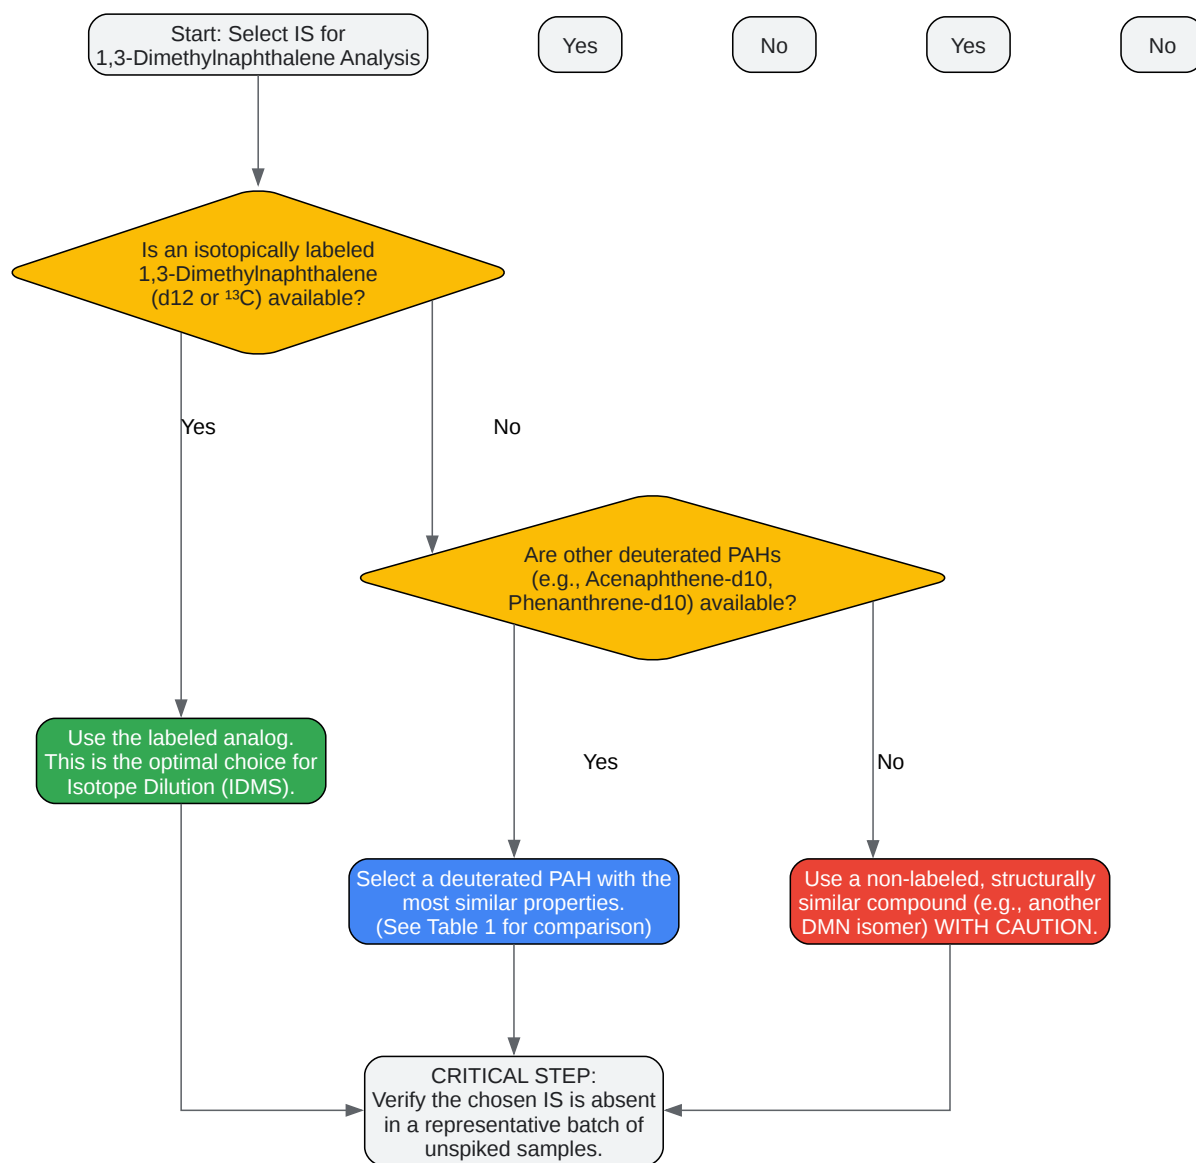 Start: Select IS for
1,3-Dimethylnaphthalene Analysis
Yes
No
Yes
No
Is an isotopically labeled
1,3-Dimethylnaphthalene
(d12 or ¹³C) available?
Yes
No
Are other deuterated PAHs
(e.g., Acenaphthene-d10,
Phenanthrene-d10) available?
Use the labeled analog.
This is the optimal choice for
Isotope Dilution (IDMS).
Yes
No
Select a deuterated PAH with the
most similar properties.
(See Table 1 for comparison)
Use a non-labeled, structurally
similar compound (e.g., another
DMN isomer) WITH CAUTION.
CRITICAL STEP:
Verify the chosen IS is absent
in a representative batch of
unspiked samples.